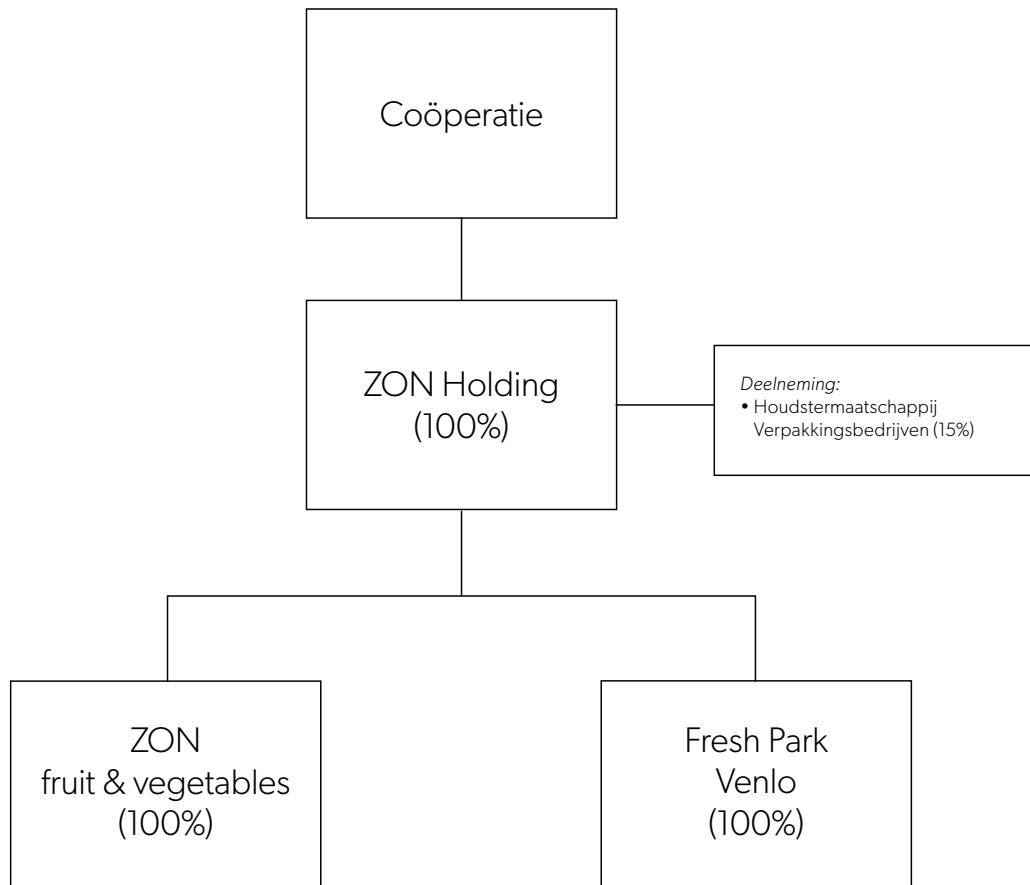 Coöperatie
ZON Holding
(100%)
Deelneming:
• Houdstermaatschappij
Verpakkingsbedrijven (15%)
ZON
fruit & vegetables
(100%)
Fresh Park
Venlo
(100%)